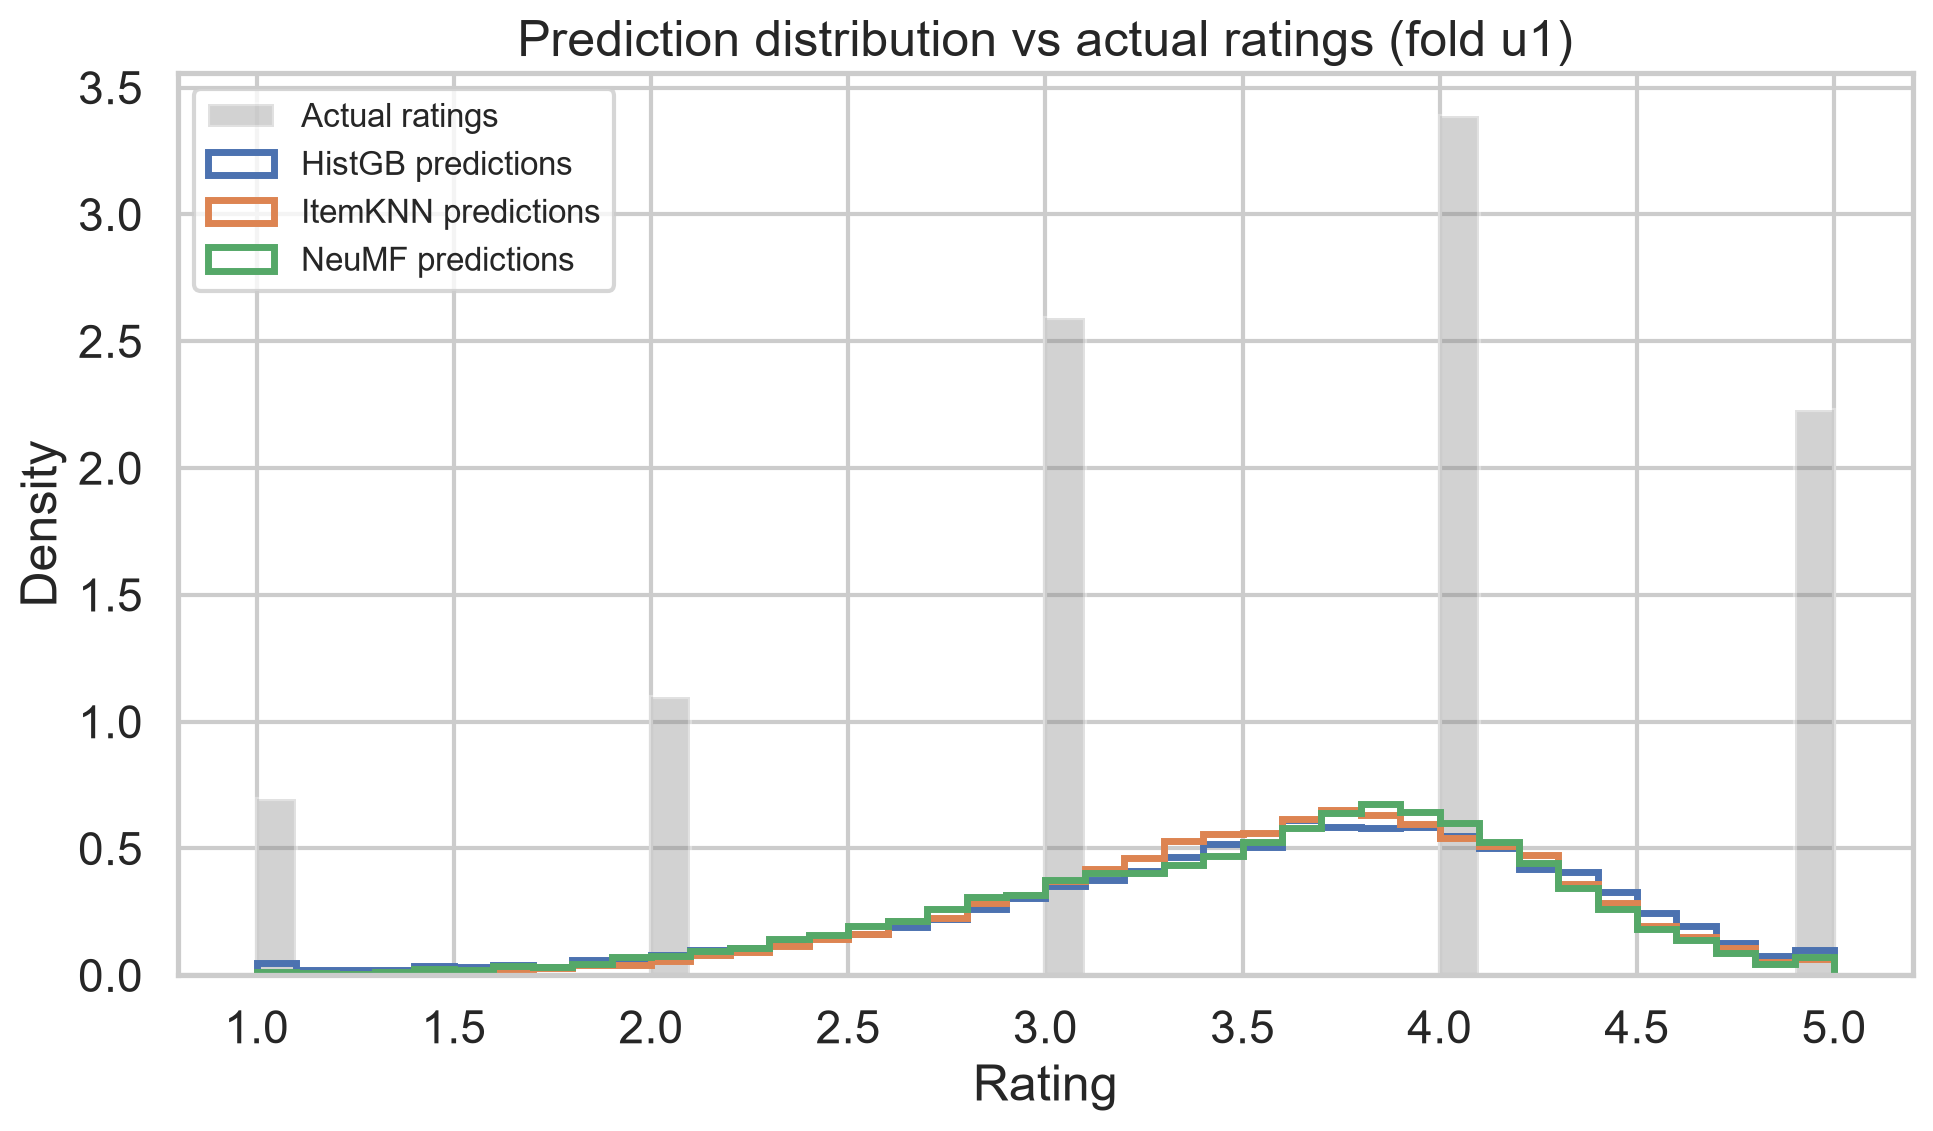 Prediction distribution vs actual ratings (fold u1)
3.5
3.0
2.5
2.0
1.5
1.0
0.5
0.0
Density
Actual ratings
HistGB predictions
ItemKNN predictions
NeuMF predictions
1.0 1.5 2.0 2.5 3.0 3.5 4.0 4.5 5.0
Rating